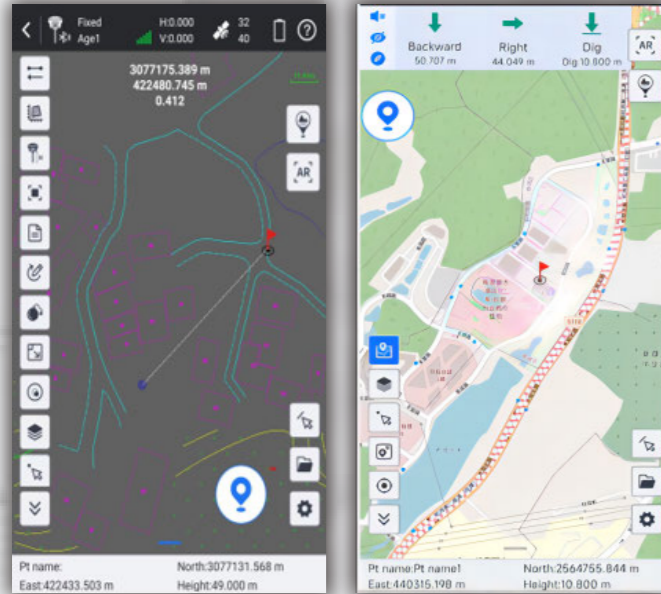 Fixed
Age1
H:0.000
V:0.000
32
40
3077175.389 m
422480.745 m
0.412
AR
Pt name:
North:3077131.568 m
East:422433.503 m
Height:49.000 m
Backward
50.707 m
Right
44.049 m
Dig
Dig 10.800 m
AR
Pt name:Pt name1
North:2564755.844 m
East:440315.198 m
Height:10.800 m